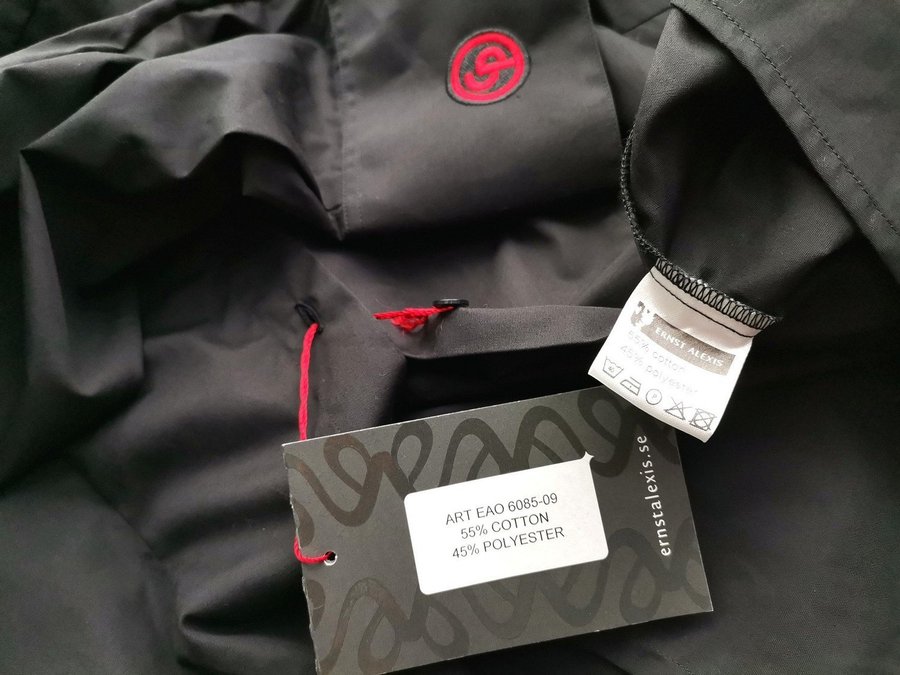 ERNST ALEXIS
55% cotton
45% polyester
ART EAO 6085-09
55% COTTON
45% POLYESTER
ernstalexis.se